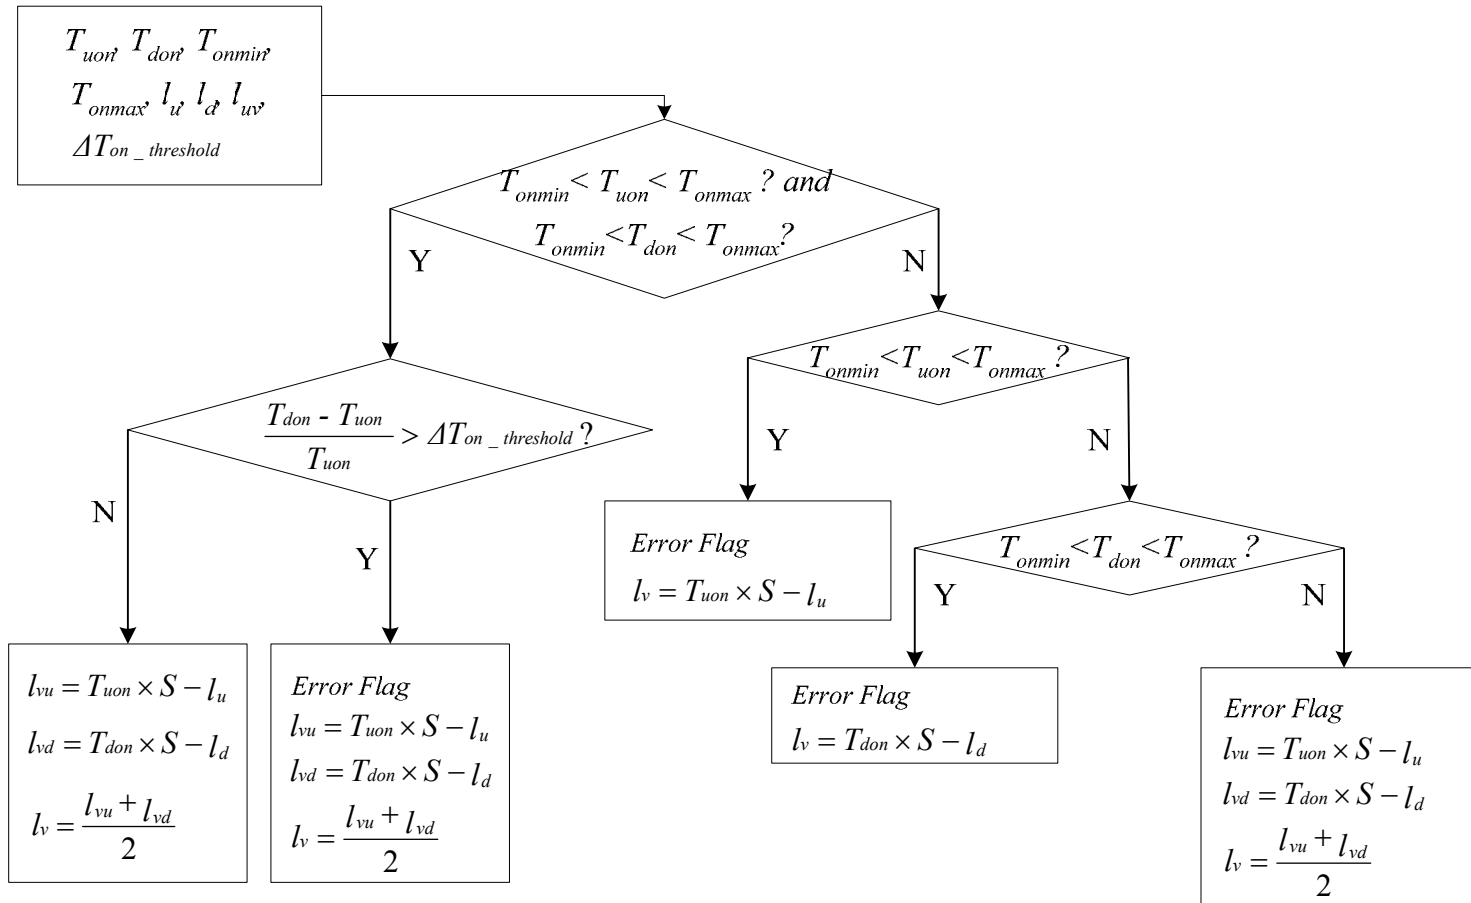 T_uon, T_don, T_onmin,
T_onmax, l_u, l_d, l_uv,
ΔT_on_threshold
T_onmin < T_uon < T_onmax ? and
T_onmin <T_don < T_onmax?
Y
N
T_onmin <T_uon <T_onmax ?
(T_don - T_uon) / T_uon > ΔT_on_threshold ?
Y
N
N
Y
Error Flag
l_v = T_uon × S − l_u
T_onmin <T_don <T_onmax ?
Y
N
l_vu = T_uon × S − l_u
l_vd = T_don × S − l_d
l_v = (l_vu + l_vd) / 2
Error Flag
l_vu = T_uon × S − l_u
l_vd = T_don × S − l_d
l_v = (l_vu + l_vd) / 2
Error Flag
l_v = T_don × S − l_d
Error Flag
l_vu = T_uon × S − l_u
l_vd = T_don × S − l_d
l_v = (l_vu + l_vd) / 2